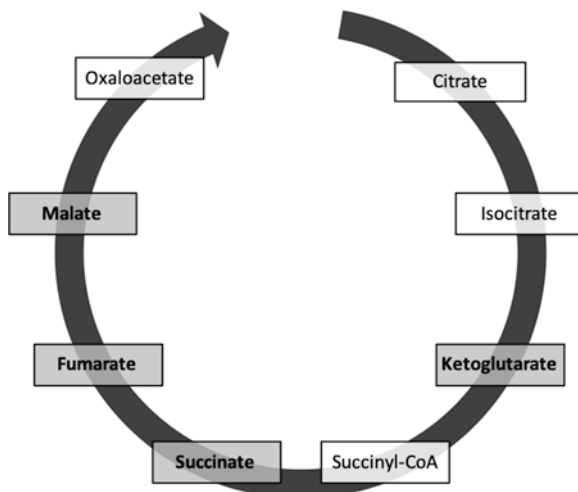 Oxaloacetate
Citrate
Malate
Isocitrate
Fumarate
Ketoglutarate
Succinate
Succinyl-CoA